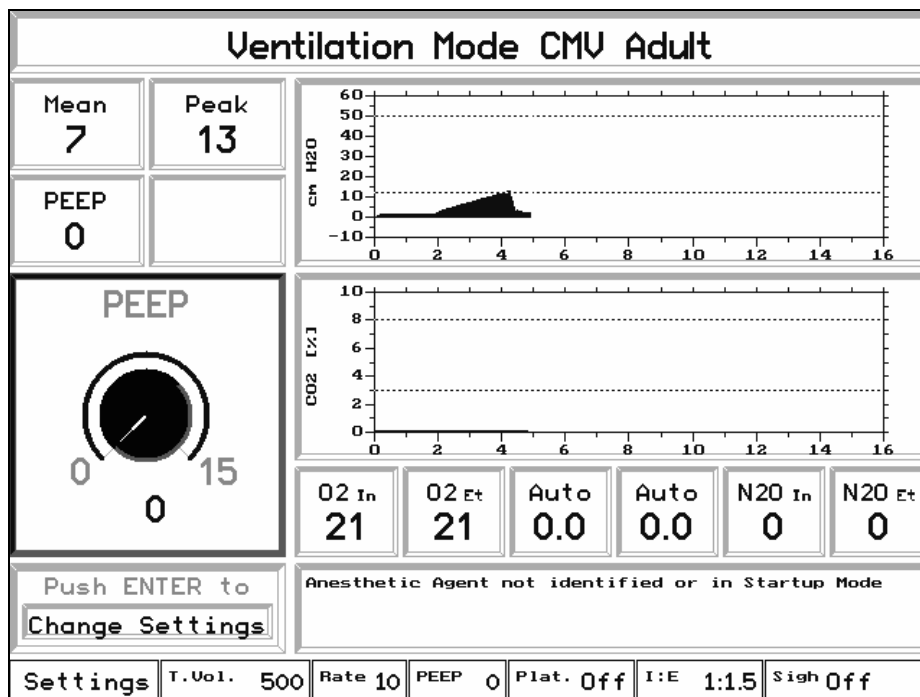 Ventilation Mode CMV Adult
Mean
7
Peak
13
PEEP
0
cm H2O
60
50
40
30
20
10
0
-10
0 2 4 6 8 10 12 14 16
PEEP
0 15
0
CO2 [%]
10
8
6
4
2
0
0 2 4 6 8 10 12 14 16
O2 In
21
O2 Et
21
Auto
0.0
Auto
0.0
N2O In
0
N2O Et
0
Push ENTER to
Change Settings
Anesthetic Agent not identified or in Startup Mode
Settings T.Vol. 500 Rate 10 PEEP 0 Plat. Off I:E 1:1.5 Sigh Off